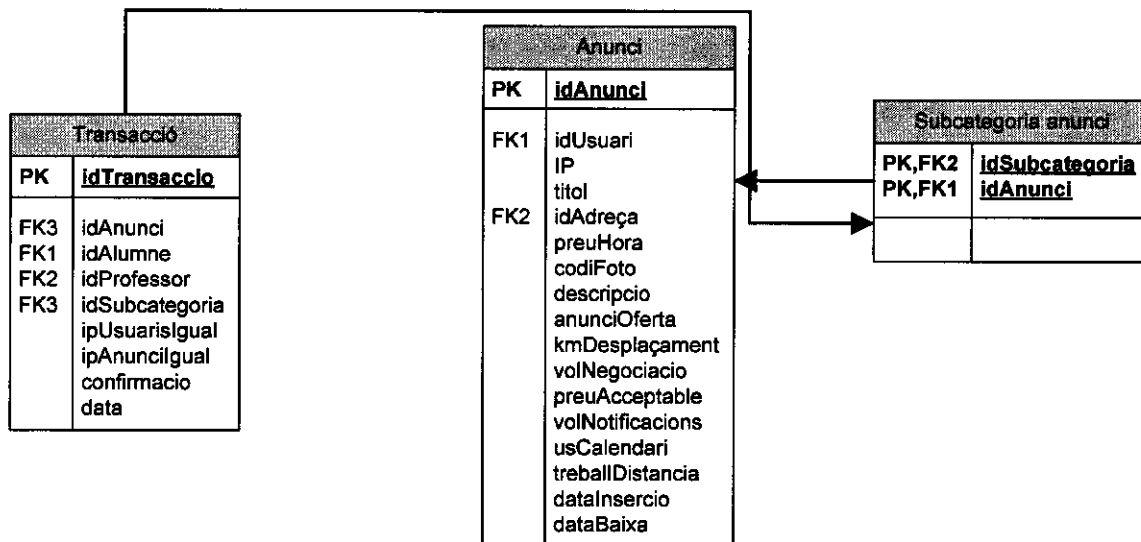 Transacció
PK idTransaccio
FK3 idAnunci
FK1 idAlumne
FK2 idProfessor
FK3 idSubcategoria
ipUsuarisIgual
ipAnunciIgual
confirmacio
data
Anunci
PK idAnunci
FK1 idUsuari
IP
titol
FK2 idAdreça
preuHora
codiFoto
descripcio
anunciOferta
kmDesplaçament
volNegociacio
preuAcceptable
volNotificacions
usCalendari
treballDistancia
dataInsercio
dataBaixa
Subcategoria anunci
PK,FK2 idSubcategoria
PK,FK1 idAnunci